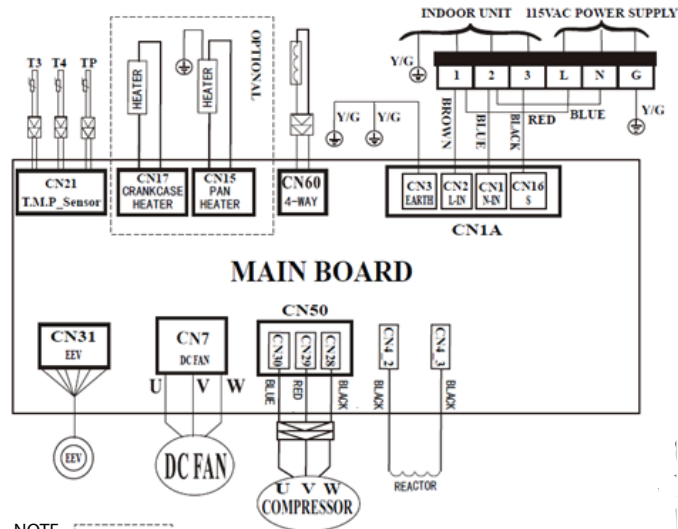 INDOOR UNIT 115VAC POWER SUPPLY
T3 T4 TP
HEATER
HEATER
OPTIONAL
Y/G
1 2 3 L N G
Y/G Y/G
BROWN
BLUE
BLACK
RED
BLUE
Y/G
CN21
T.M.P_Sensor
CN17
CRANKCASE
HEATER
CN15
PAN
HEATER
CN60
4-WAY
CN3
EARTH
CN2
L-IN
CN1
N-IN
CN16
S
CN1A
MAIN BOARD
CN31
EEV
CN7
DC FAN
CN50
CN30
CN29
CN28
CN4_2
CN4_3
U V W
BLUE
RED
BLACK
BLACK
BLACK
EEV
DC FAN
U V W
COMPRESSOR
REACTOR
NOTE